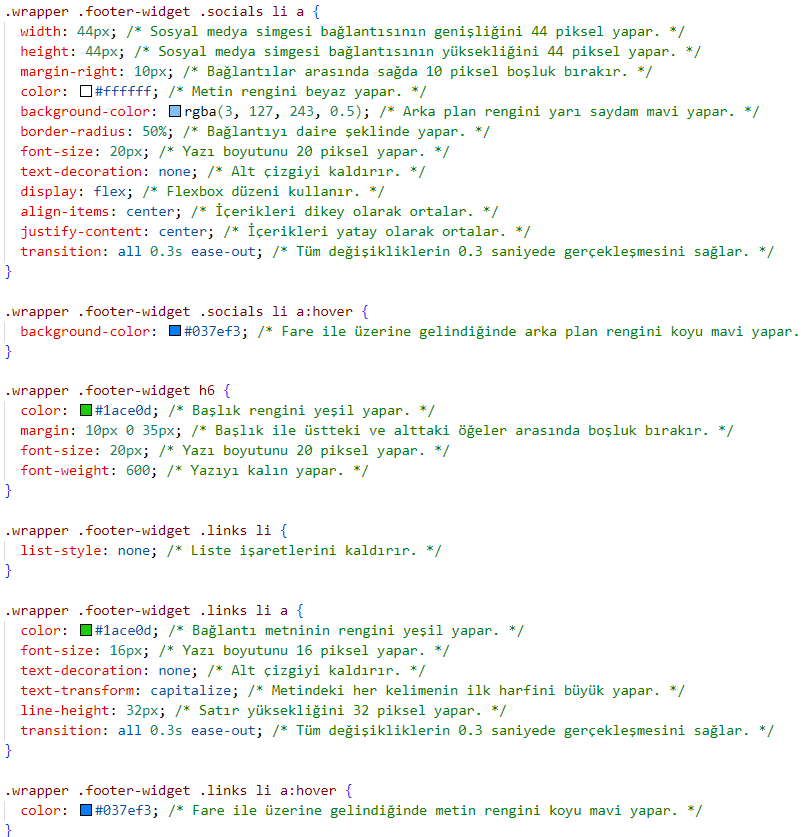 .wrapper .footer-widget .socials li a {
width: 44px; /* Sosyal medya simgesi bağlantısının genişliğini 44 piksel yapar. */
height: 44px; /* Sosyal medya simgesi bağlantısının yüksekliğini 44 piksel yapar. */
margin-right: 10px; /* Bağlantılar arasında sağda 10 piksel boşluk bırakır. */
color: #ffffff; /* Metin rengini beyaz yapar. */
background-color: rgba(3, 127, 243, 0.5); /* Arka plan rengini yarı saydam mavi yapar. */
border-radius: 50%; /* Bağlantıyı daire şeklinde yapar. */
font-size: 20px; /* Yazı boyutunu 20 piksel yapar. */
text-decoration: none; /* Alt çizgiyi kaldırır. */
display: flex; /* Flexbox düzeni kullanır. */
align-items: center; /* İçerikleri dikey olarak ortalar. */
justify-content: center; /* İçerikleri yatay olarak ortalar. */
transition: all 0.3s ease-out; /* Tüm değişikliklerin 0.3 saniyede gerçekleşmesini sağlar. */
}
.wrapper .footer-widget .socials li a:hover {
background-color: #037ef3; /* Fare ile üzerine gelindiğinde arka plan rengini koyu mavi yapar.
}
.wrapper .footer-widget h6 {
color: #1ace0d; /* Başlık rengini yeşil yapar. */
margin: 10px 0 35px; /* Başlık ile üstteki ve alttaki öğeler arasında boşluk bırakır. */
font-size: 20px; /* Yazı boyutunu 20 piksel yapar. */
font-weight: 600; /* Yazıyı kalın yapar. */
}
.wrapper .footer-widget .links li {
list-style: none; /* Liste işaretlerini kaldırır. */
}
.wrapper .footer-widget .links li a {
color: #1ace0d; /* Bağlantı metninin rengini yeşil yapar. */
font-size: 16px; /* Yazı boyutunu 16 piksel yapar. */
text-decoration: none; /* Alt çizgiyi kaldırır. */
text-transform: capitalize; /* Metindeki her kelimenin ilk harfini büyük yapar. */
line-height: 32px; /* Satır yüksekliğini 32 piksel yapar. */
transition: all 0.3s ease-out; /* Tüm değişikliklerin 0.3 saniyede gerçekleşmesini sağlar. */
}
.wrapper .footer-widget .links li a:hover {
color: #037ef3; /* Fare ile üzerine gelindiğinde metin rengini koyu mavi yapar. */
}